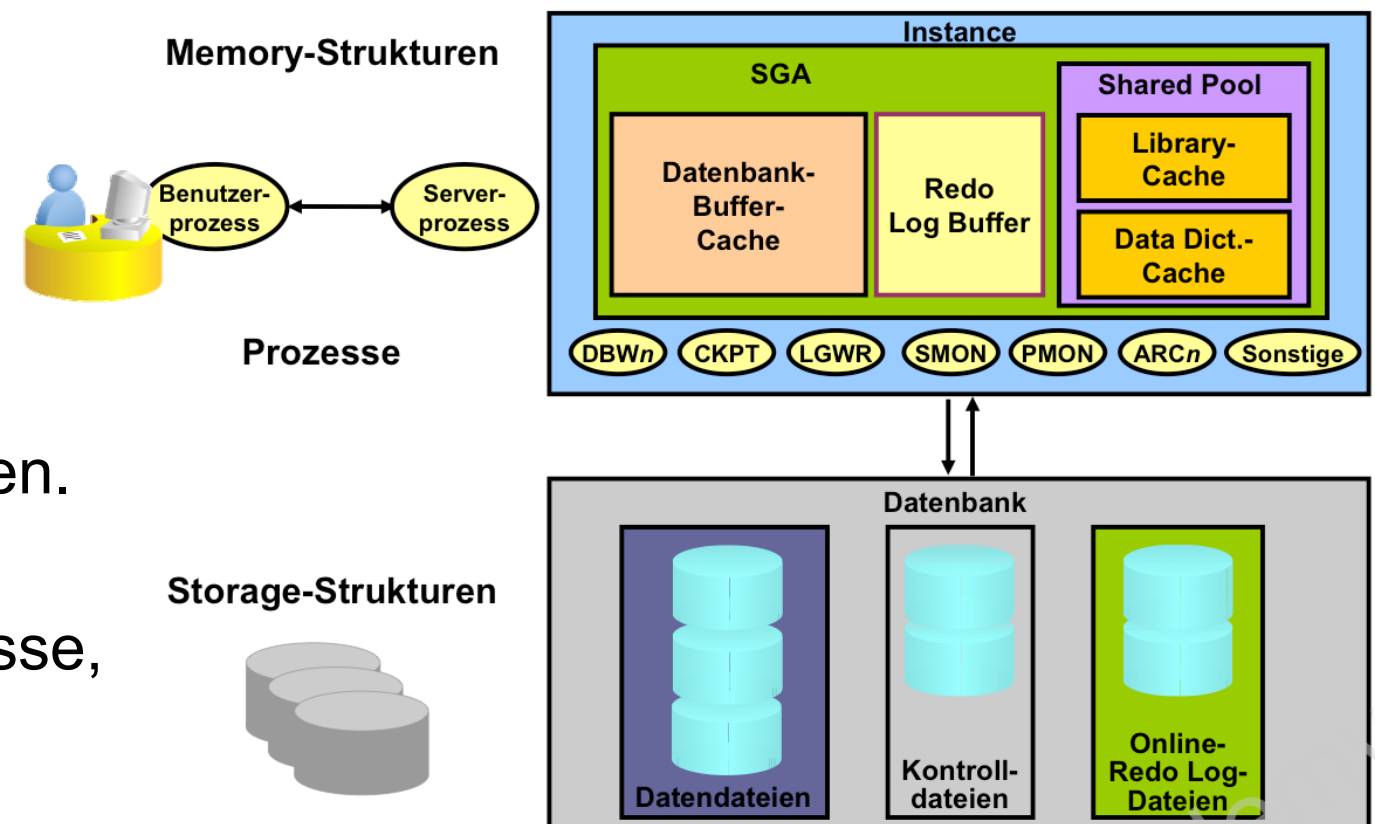 Memory-Strukturen
Instance
SGA
Shared Pool
Datenbank-
Buffer-
Cache
Redo
Log Buffer
Library-
Cache
Data Dict.-
Cache
Benutzer-
prozess
Server-
prozess
Prozesse
DBWn
CKPT
LGWR
SMON
PMON
ARCn
Sonstige
en.
Datenbank
Storage-Strukturen
sse,
Datendateien
Kontroll-
dateien
Online-
Redo Log-
Dateien